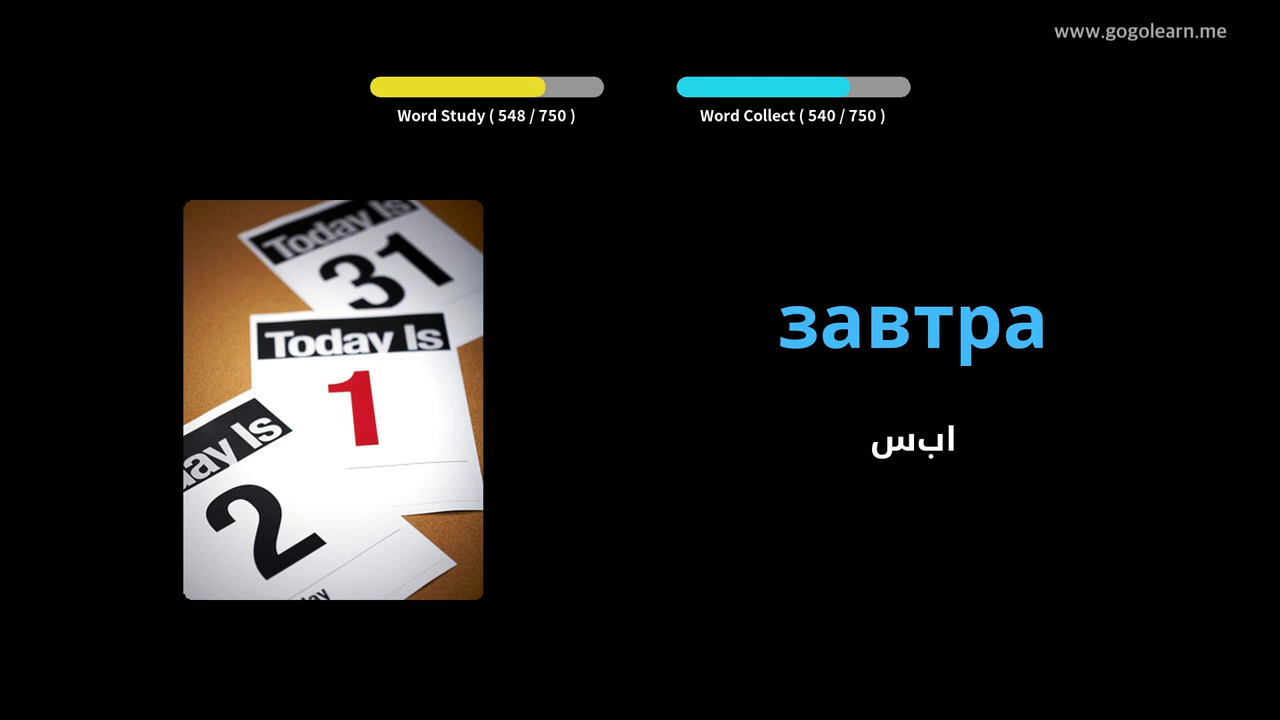 www.gogolearn.me
Word Study ( 548 / 750 )
Word Collect ( 540 / 750 )
Today Is
31
Today Is
1
ay Is
2
завтра
ابس